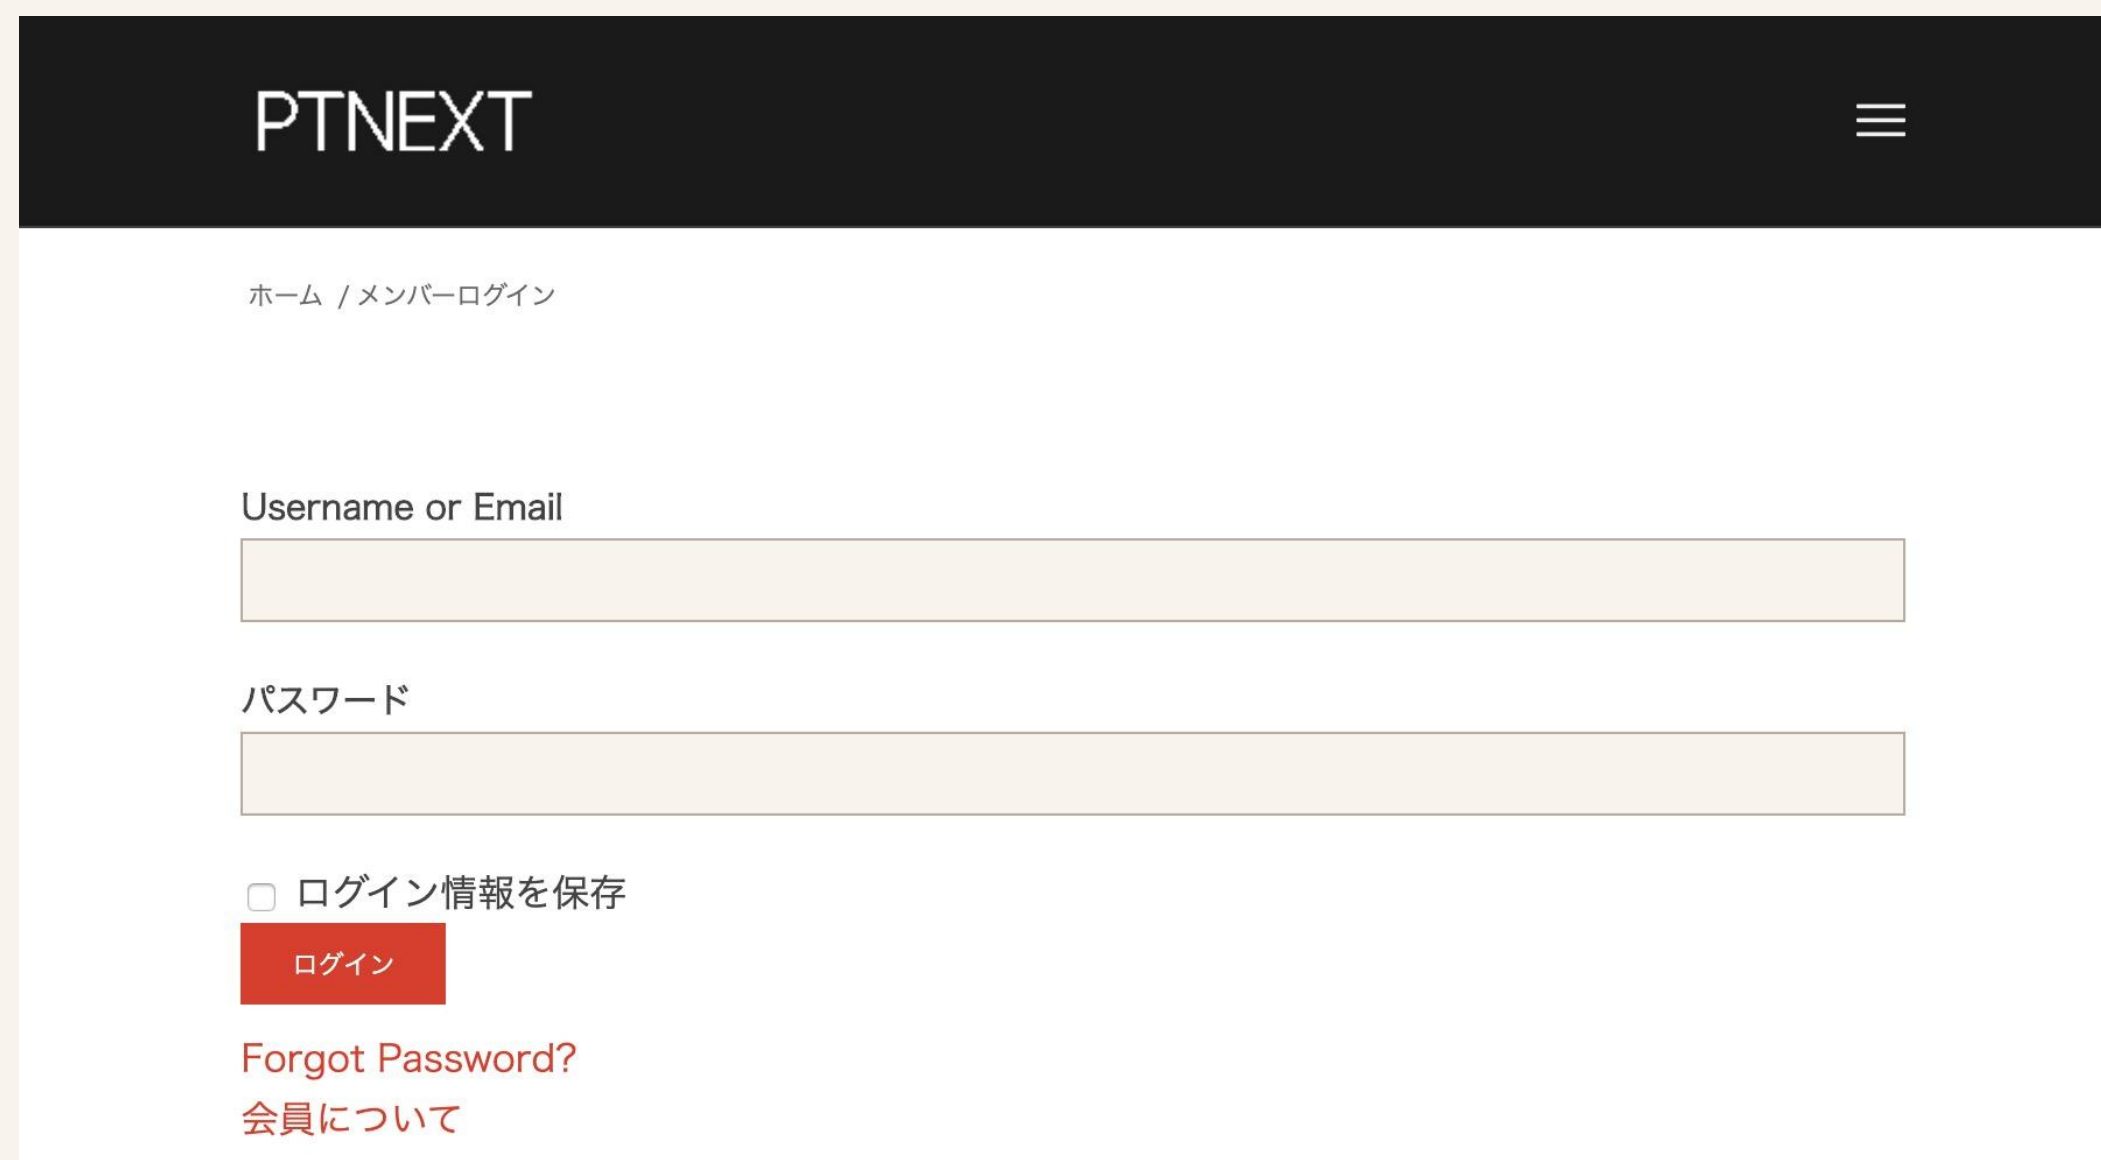 PTNEXT
ホーム / メンバーログイン
Username or Email
パスワード
ログイン情報を保存
ログイン
Forgot Password?
会員について